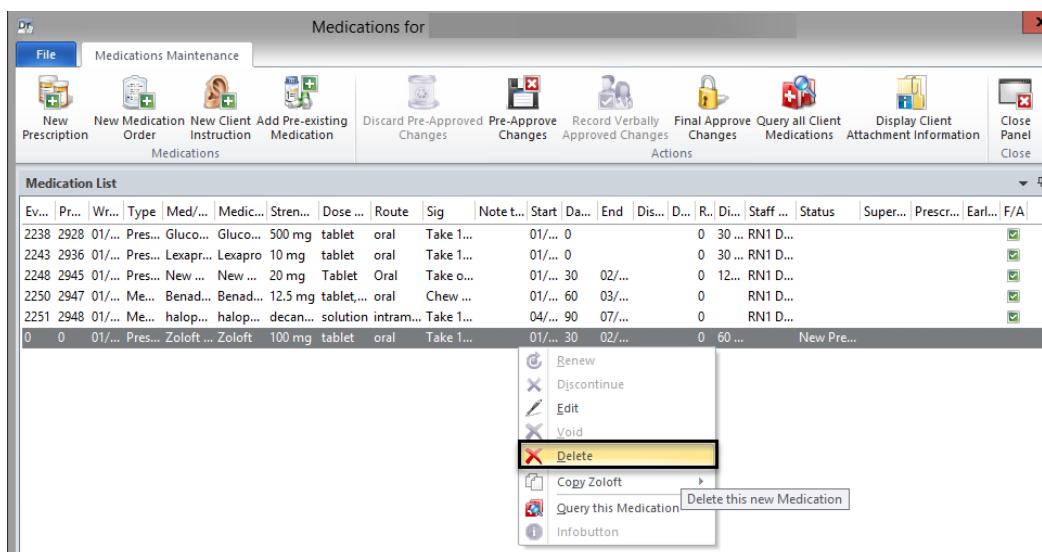 Dr
Medications for
File Medications Maintenance
New Prescription New Medication Order New Client Instruction Add Pre-existing Medication Discard Pre-Approved Changes Pre-Approve Changes Record Verbally Approved Changes Final Approve Changes Query all Client Medications Display Client Attachment Information Close Panel
Medications Actions Close
Medication List
Ev... Pr... Wr... Type Med/... Medic... Stren... Dose ... Route Sig Note t... Start Da... End Dis... D... R.. Di... Staff ... Status Super... Prescr... Earl... F/A
2238 2928 01/... Pres... Gluco... Gluco... 500 mg tablet oral Take 1... 01/... 0 0 30 ... RN1 D...
2243 2936 01/... Pres... Lexapr... Lexapro 10 mg tablet oral Take 1... 01/... 0 0 30 ... RN1 D...
2248 2945 01/... Pres... New ... New ... 20 mg Tablet Oral Take o... 01/... 30 02/... 0 12... RN1 D...
2250 2947 01/... Me... Benad... Benad... 12.5 mg tablet,... oral Chew ... 01/... 60 03/... 0 RN1 D...
2251 2948 01/... Me... halop... halop... decan... solution intram... Take 1... 04/... 90 07/... 0 RN1 D...
0 0 01/... Pres... Zoloft ... Zoloft 100 mg tablet oral Take 1... 01/... 30 02/... 0 60 ... New Pre...
Renew
Discontinue
Edit
Void
Delete
Copy Zoloft
Delete this new Medication
Query this Medication
Infobutton